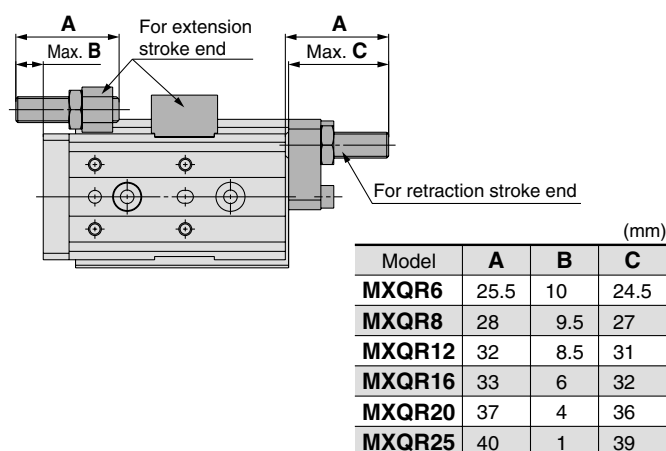 A
For extension
stroke end
A
Max. B
Max. C
For retraction stroke end
(mm)
Model A B C
MXQR6 25.5 10 24.5
MXQR8 28 9.5 27
MXQR12 32 8.5 31
MXQR16 33 6 32
MXQR20 37 4 36
MXQR25 40 1 39